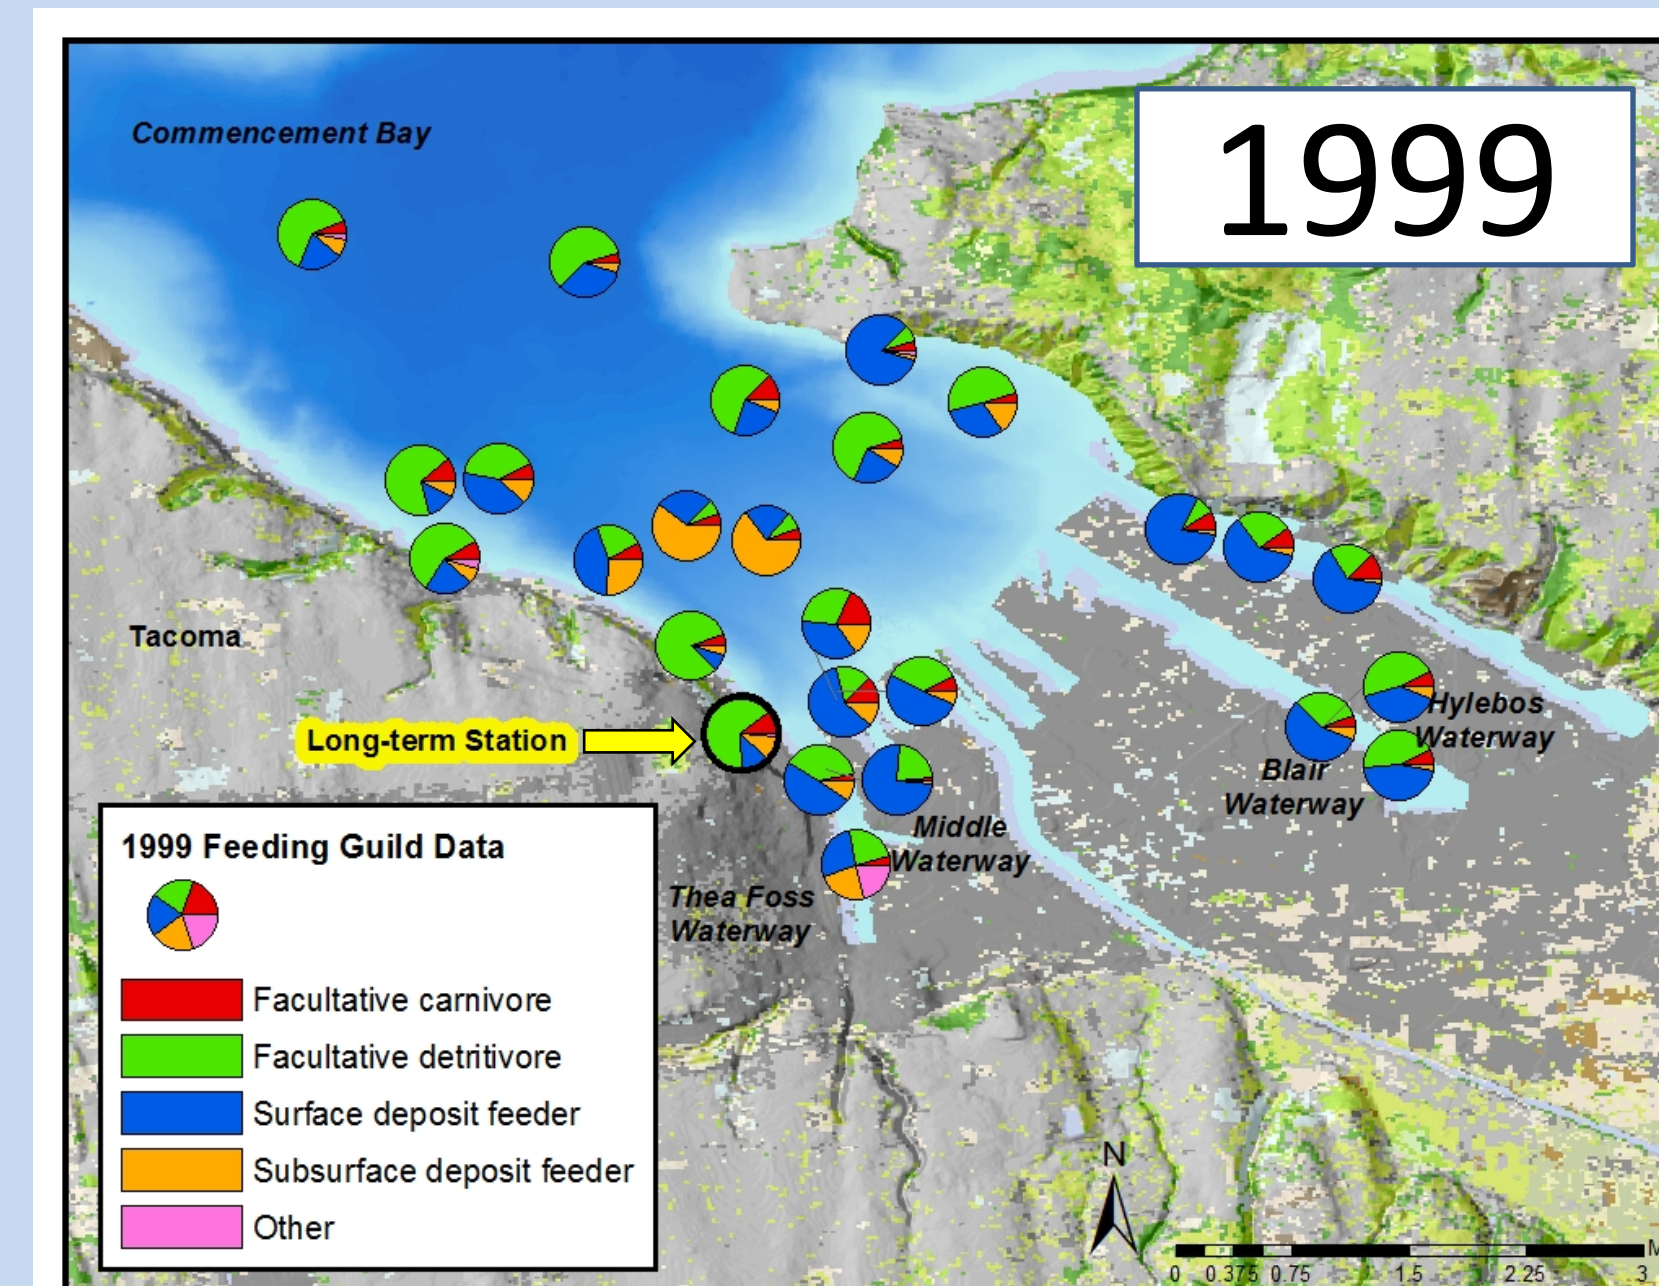 1999
Commencement Bay
Tacoma
Long-term Station
Hylebos
Waterway
Blair
Waterway
Middle
Waterway
Thea Foss
Waterway
1999 Feeding Guild Data
Facultative carnivore
Facultative detritivore
Surface deposit feeder
Subsurface deposit feeder
Other
N
0 0.375 0.75 1.5 2.25 3